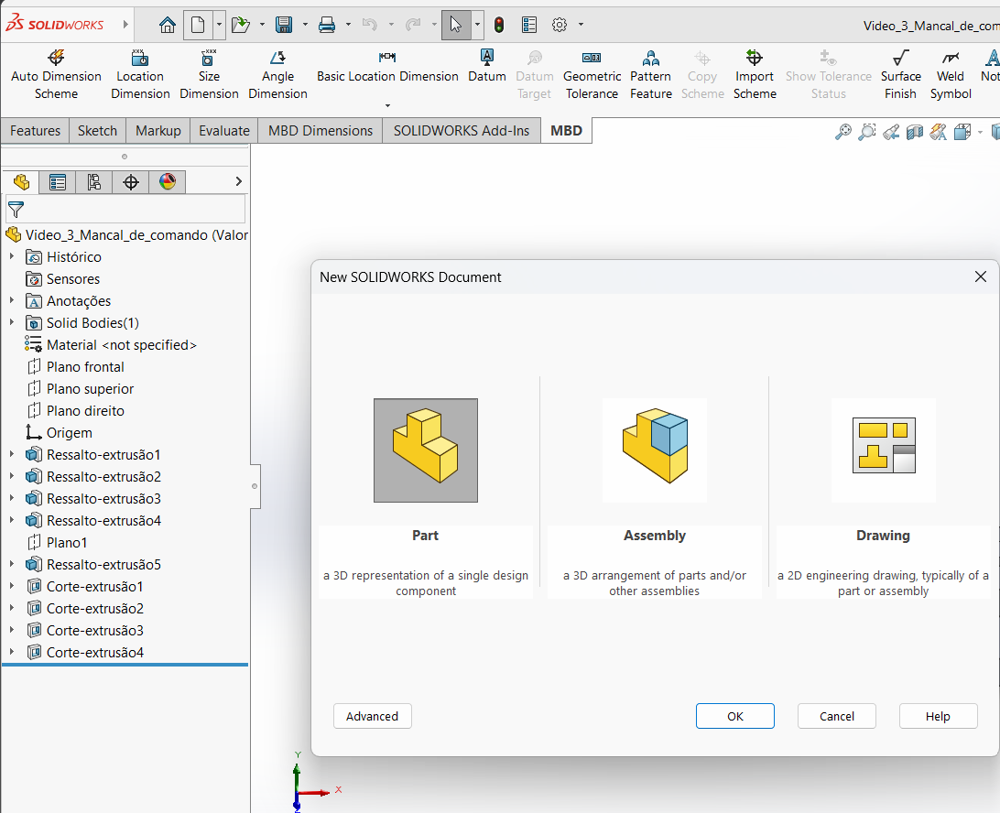 SOLIDWORKS
Video_3_Mancal_de_com
Auto Dimension Scheme
Location Dimension
Size Dimension
Angle Dimension
Basic Location Dimension
Datum
Datum Target
Geometric Tolerance
Pattern Feature
Copy Scheme
Import Scheme
Show Tolerance Status
Surface Finish
Weld Symbol
Not
Features
Sketch
Markup
Evaluate
MBD Dimensions
SOLIDWORKS Add-Ins
MBD
Video_3_Mancal_de_comando (Valor
Histórico
Sensores
Anotações
Solid Bodies(1)
Material <not specified>
Plano frontal
Plano superior
Plano direito
Origem
Ressalto-extrusão1
Ressalto-extrusão2
Ressalto-extrusão3
Ressalto-extrusão4
Plano1
Ressalto-extrusão5
Corte-extrusão1
Corte-extrusão2
Corte-extrusão3
Corte-extrusão4
New SOLIDWORKS Document
Part
a 3D representation of a single design
component
Assembly
a 3D arrangement of parts and/or
other assemblies
Drawing
a 2D engineering drawing, typically of a
part or assembly
Advanced
OK
Cancel
Help
Y
X